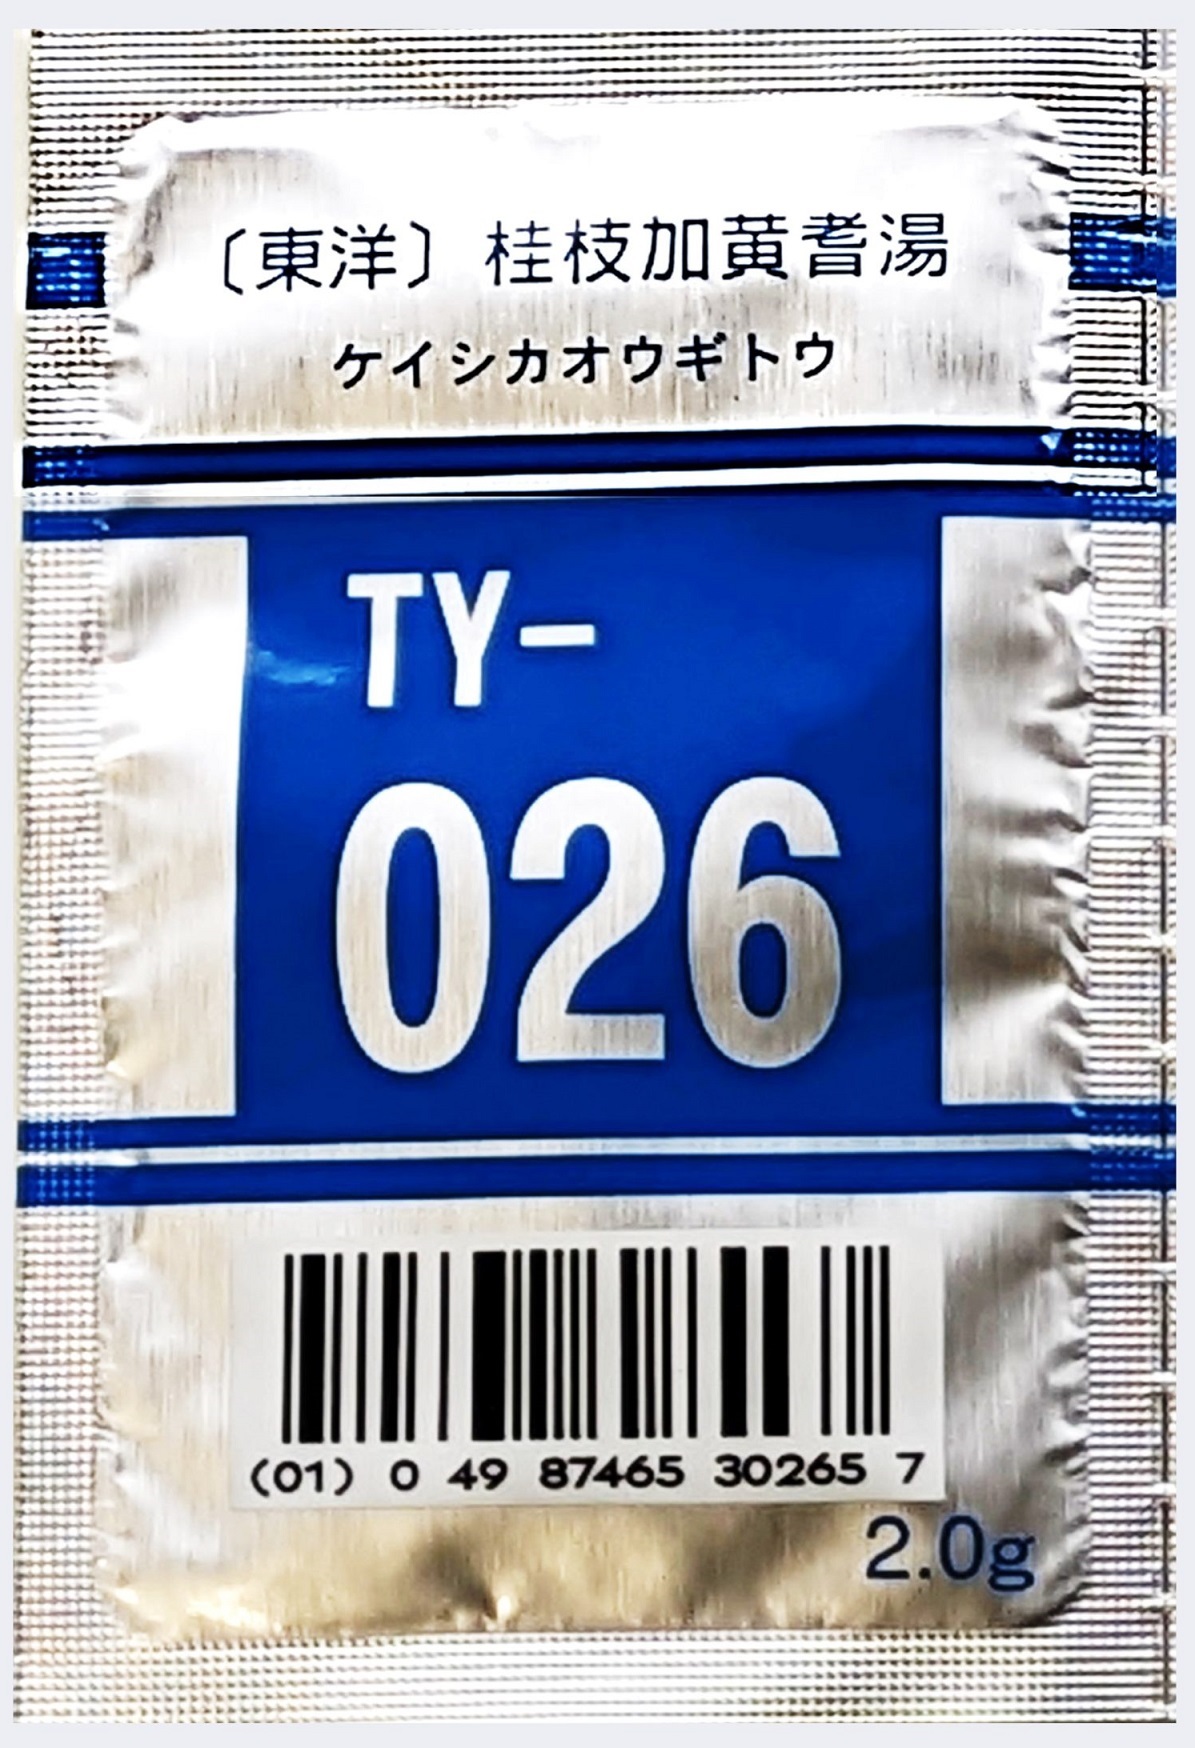 〔東洋〕 桂枝加黄耆湯
ケイシカオウギトウ
TY-
026
(01) 0 49 87465 30265 7
2.0g